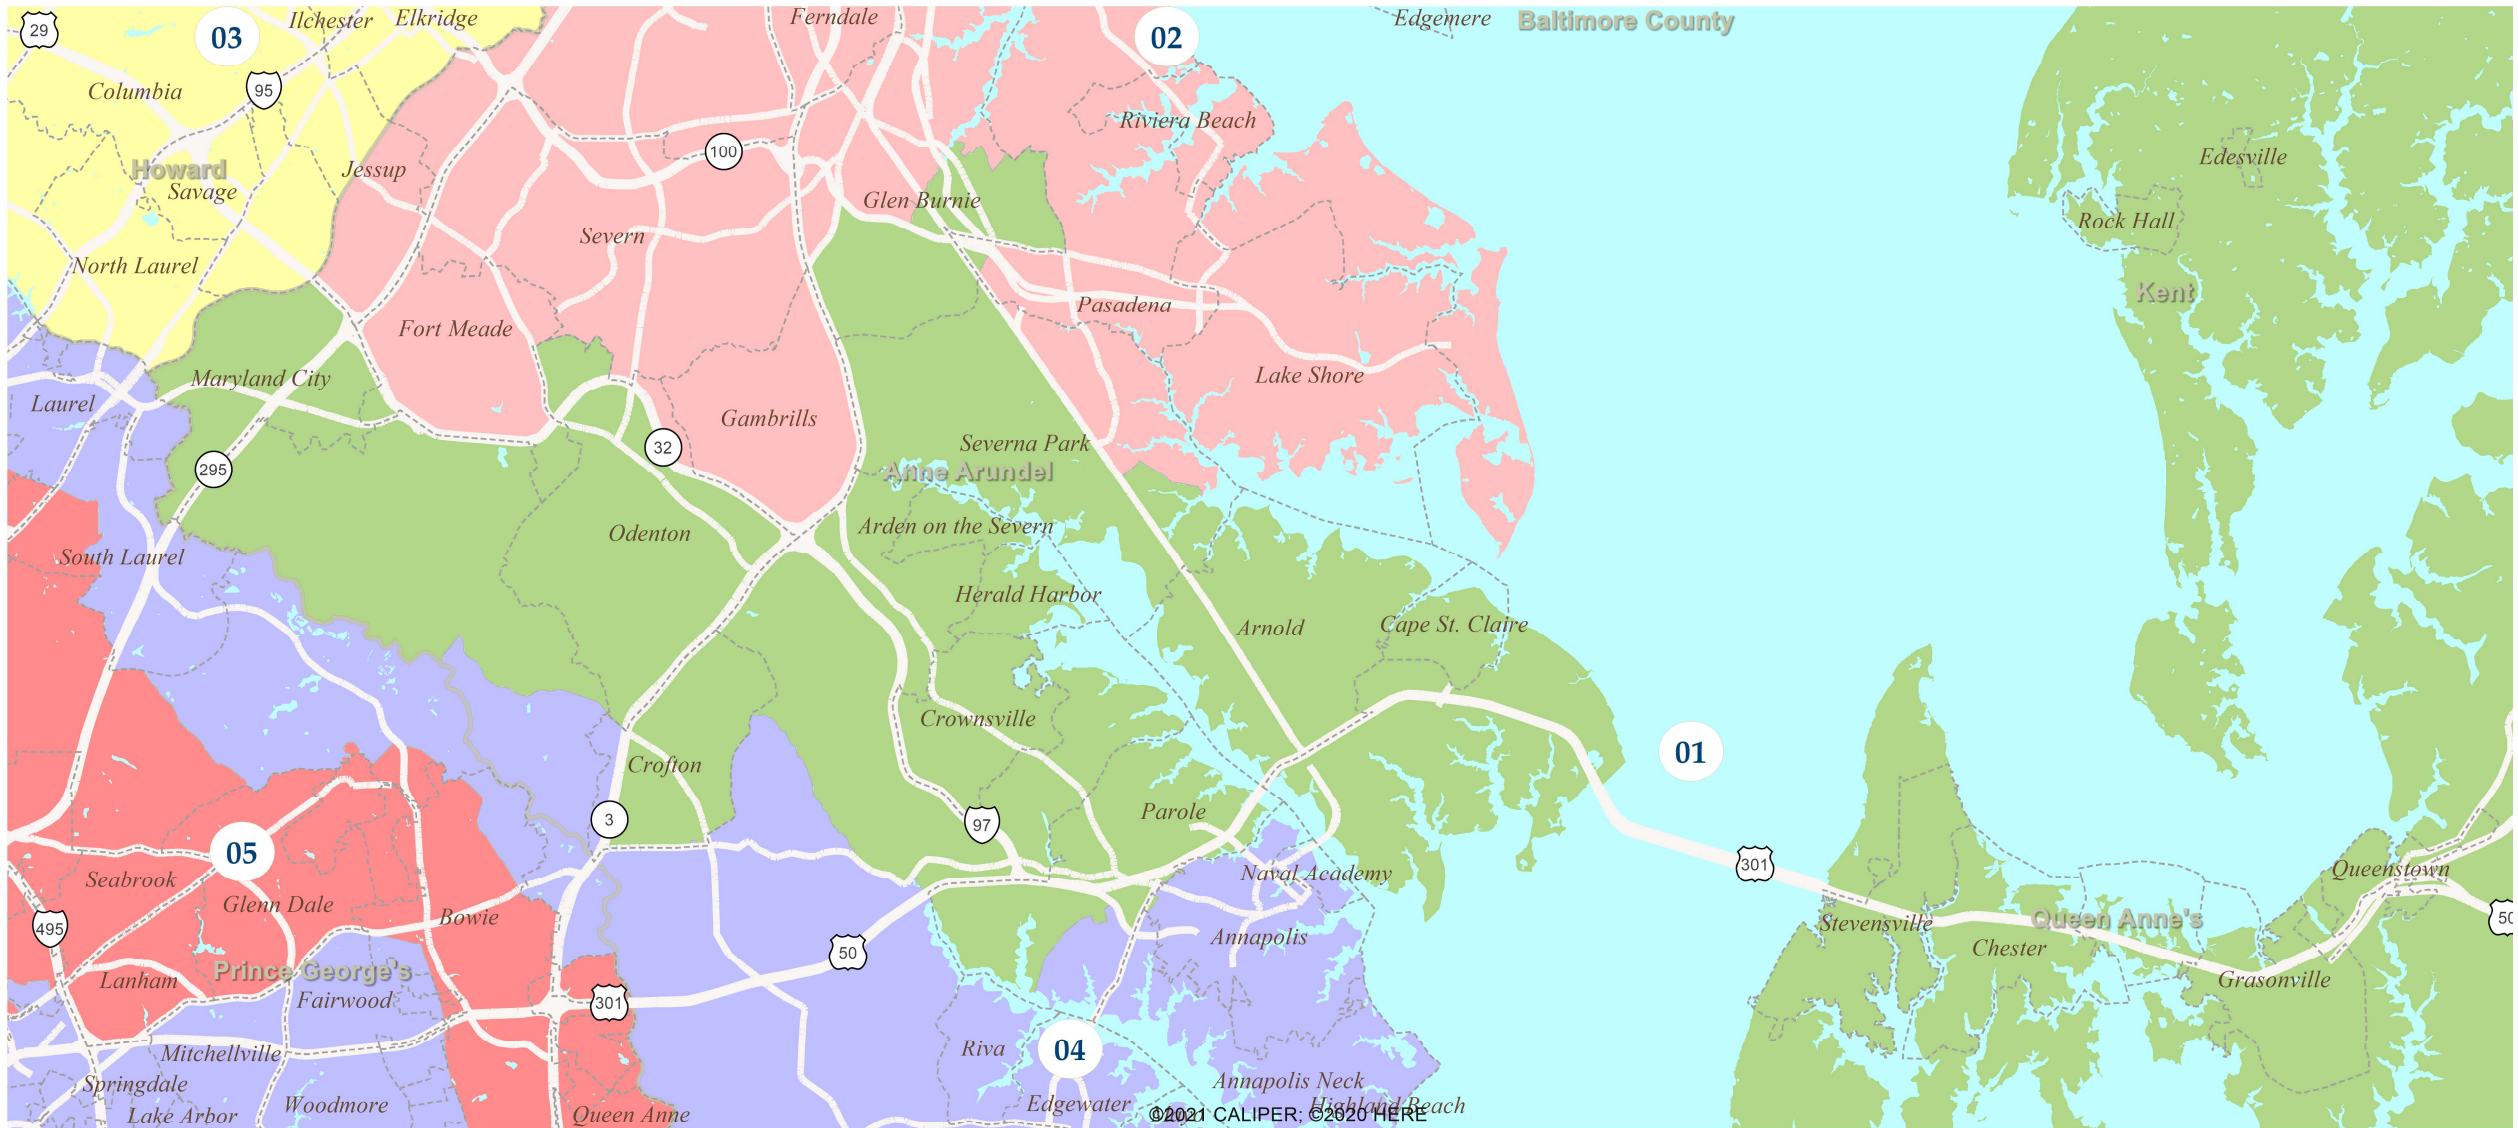 Ilchester
Elkridge
Ferndale
Edgemere
Baltimore County
29
03
02
Columbia
95
Riviera Beach
100
Edesville
Howard
Jessup
Savage
Glen Burnie
Rock Hall
Severn
North Laurel
Kent
Pasadena
Fort Meade
Maryland City
Lake Shore
Laurel
Gambrills
32
Severna Park
295
Anne Arundel
Arden on the Severn
Odenton
South Laurel
Herald Harbor
Arnold
Cape St. Claire
Crownsville
01
Crofton
Parole
3
97
05
301
Seabrook
Naval Academy
Queenstown
Glenn Dale
Bowie
50
495
Stevensville
Queen Anne's
Annapolis
Chester
50
Prince George's
Lanham
Grasonville
Fairwood
301
Riva
04
Mitchellville
Springdale
Annapolis Neck
Woodmore
Edgewater
Highland Beach
Lake Arbor
Queen Anne
©2021 CALIPER; ©2020 HERE